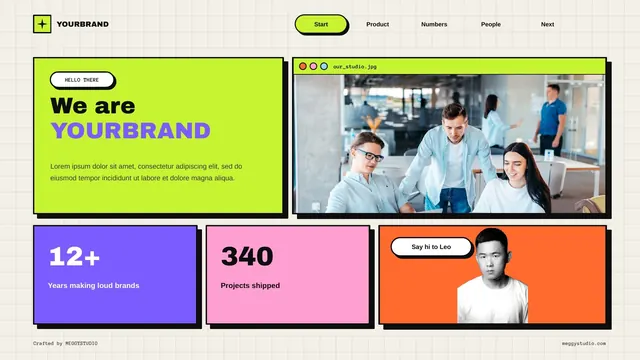 YOURBRAND
Start
Product
Numbers
People
Next
HELLO THERE
We are
YOURBRAND
Lorem ipsum dolor sit amet, consectetur adipiscing elit, sed do
eiusmod tempor incididunt ut labore et dolore magna aliqua.
our_studio.jpg
12+
Years making loud brands
340
Projects shipped
Say hi to Leo
Crafted by MEGGYSTUDIO
meggystudio.com